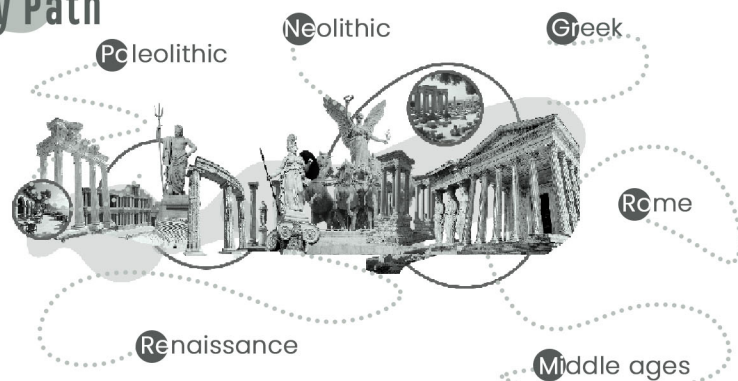 y Path
Paleolithic
Neolithic
Greek
Rome
Renaissance
Middle ages